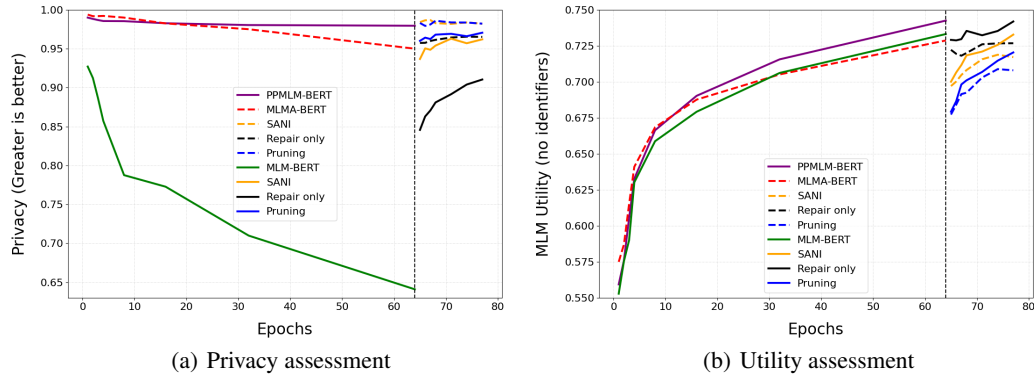 1.00
0.95
0.90
0.85
0.80
0.75
0.70
0.65
Privacy (Greater is better)
PPMLM-BERT
MLMA-BERT
SANI
Repair only
Pruning
MLM-BERT
SANI
Repair only
Pruning
0 10 20 30 40 50 60 70 80
Epochs
(a) Privacy assessment
0.750
0.725
0.700
0.675
0.650
0.625
0.600
0.575
0.550
MLM Utility (no identifiers)
PPMLM-BERT
MLMA-BERT
SANI
Repair only
Pruning
MLM-BERT
SANI
Repair only
Pruning
0 10 20 30 40 50 60 70 80
Epochs
(b) Utility assessment